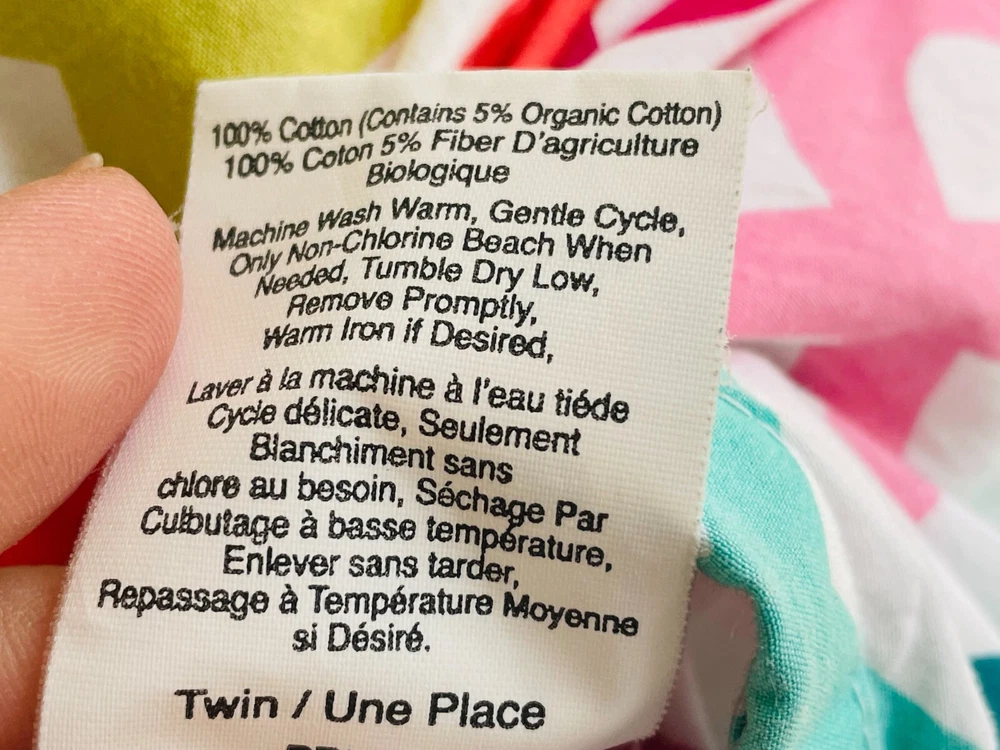 100% Cotton (Contains 5% Organic Cotton)
100% Coton 5% Fiber D'agriculture
Biologique
Machine Wash Warm, Gentle Cycle,
Only Non-Chlorine Beach When
Needed, Tumble Dry Low,
Remove Promptly,
Warm Iron if Desired,
Laver à la machine à l'eau tiéde
Cycle délicate, Seulement
Blanchiment sans
chlore au besoin, Séchage Par
Culbutage à basse température,
Enlever sans tarder,
Repassage à Température Moyenne
si Désiré.
Twin / Une Place